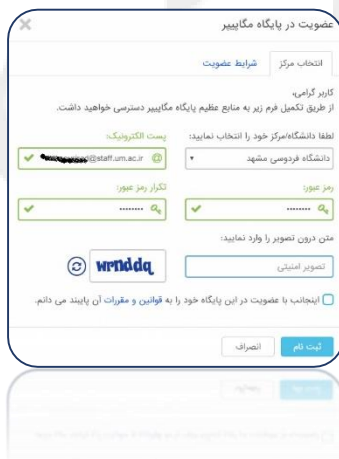 عضویت در پایگاه مگاپیپر
انتخاب مرکز شرایط عضویت
کاربر گرامی،
از طریق تکمیل فرم زیر به منابع عظیم پایگاه مگاپیپر دسترسی خواهید داشت.
لطفا دانشگاه/مرکز خود را انتخاب نمایید: پست الکترونیک:
دانشگاه فردوسی مشهد @staff.um.ac.ir
رمز عبور: تکرار رمز عبور:
........ ........
متن درون تصویر را وارد نمایید:
تصویر امنیتی wrnddq
اینجانب با عضویت در این پایگاه خود را به قوانین و مقررات آن پایبند می دانم.
ثبت نام انصراف